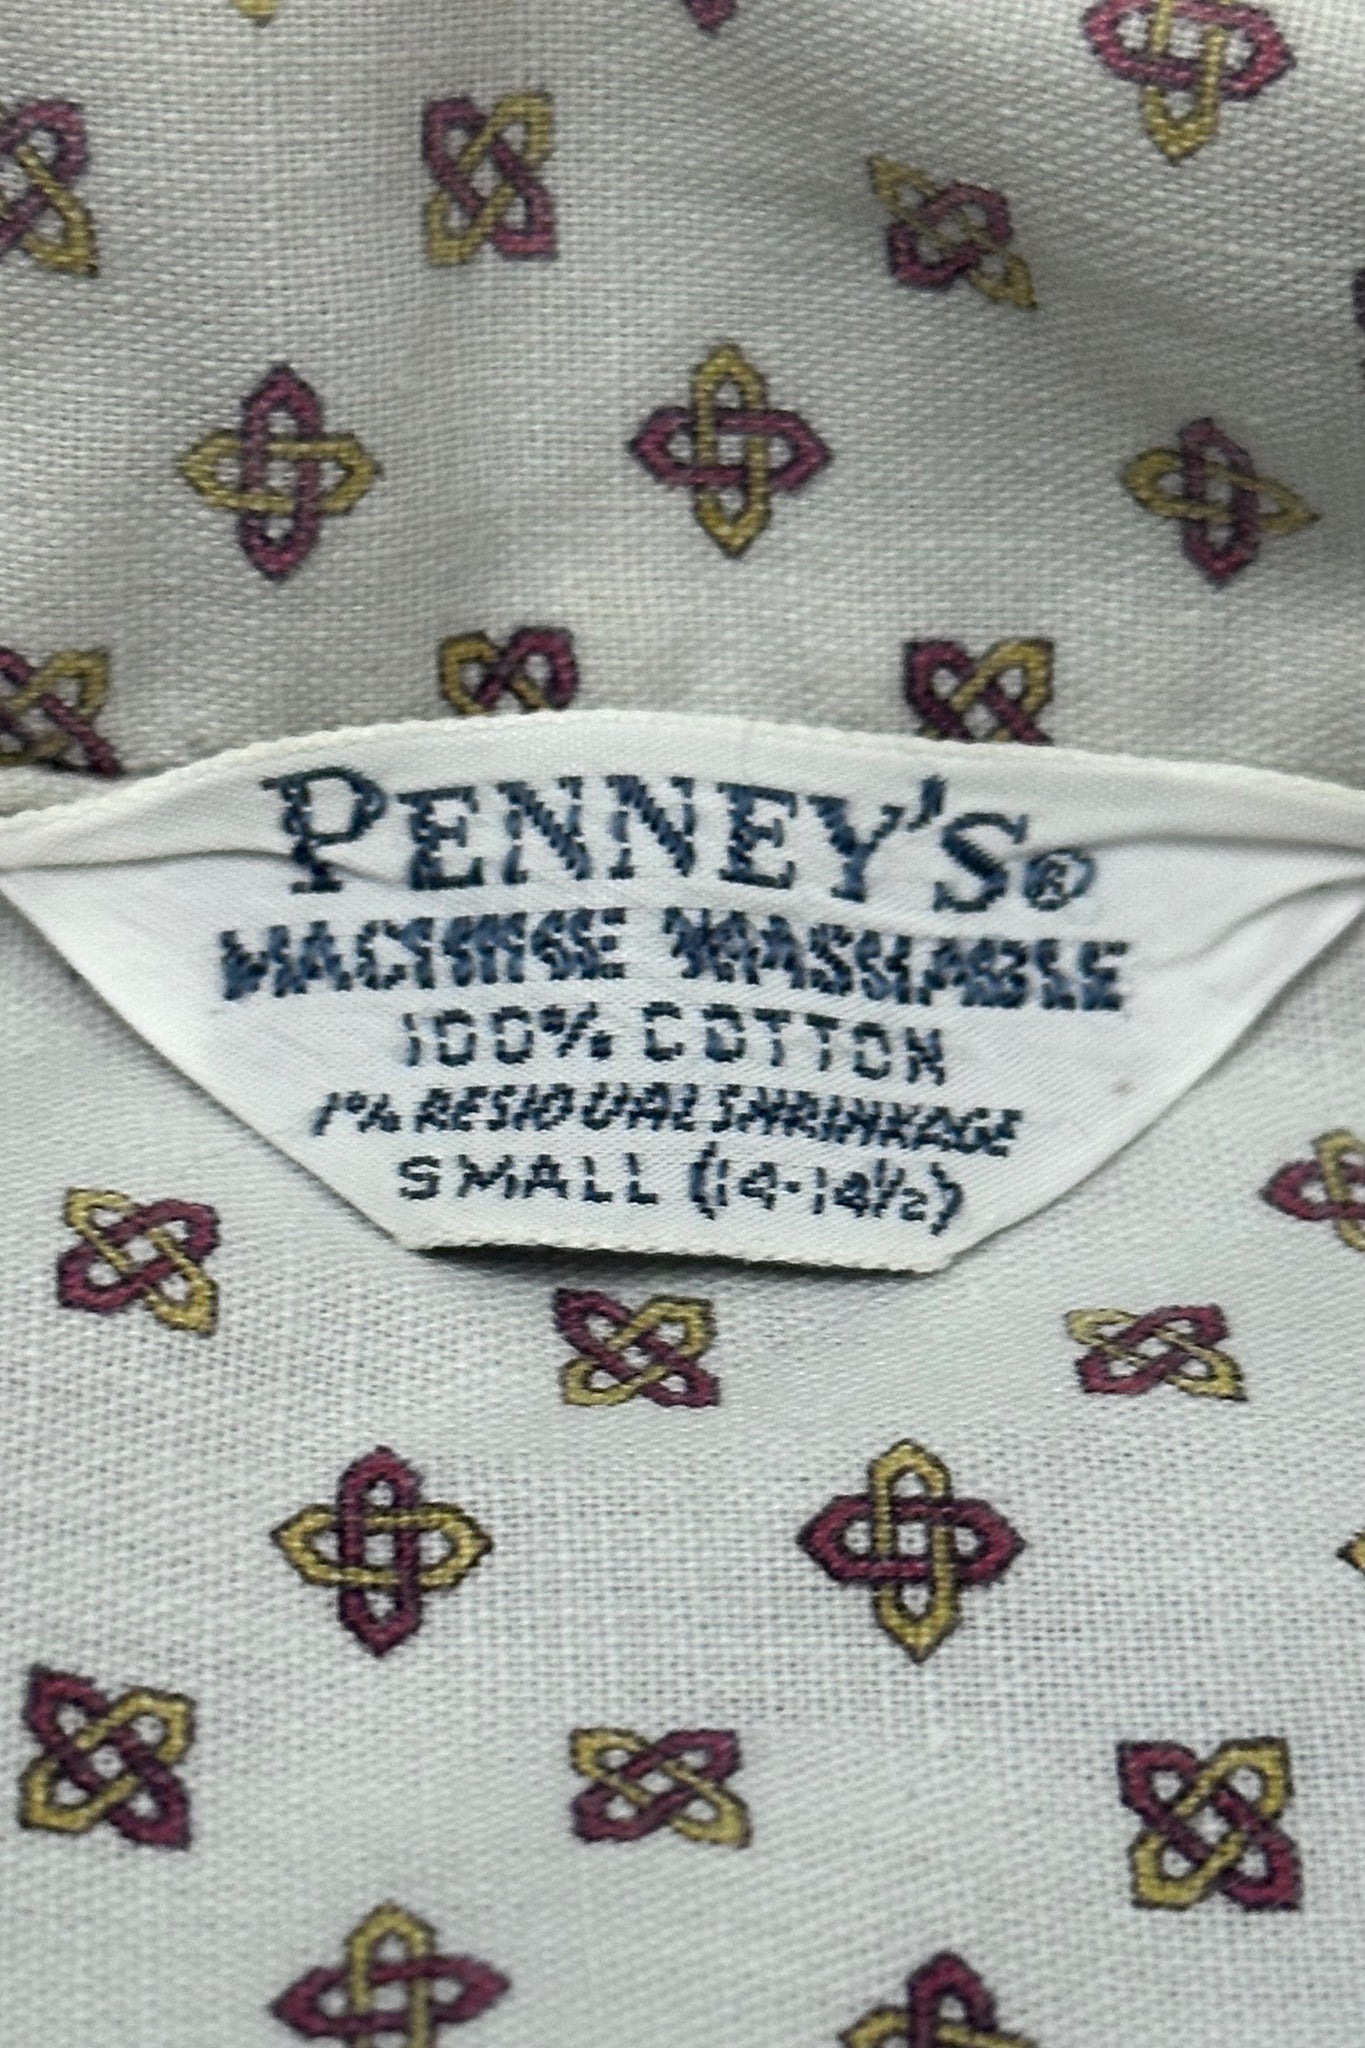 PENNEY'S®
MACHINE WASHABLE
100% COTTON
1% RESIDUAL SHRINKAGE
SMALL (14-14½)